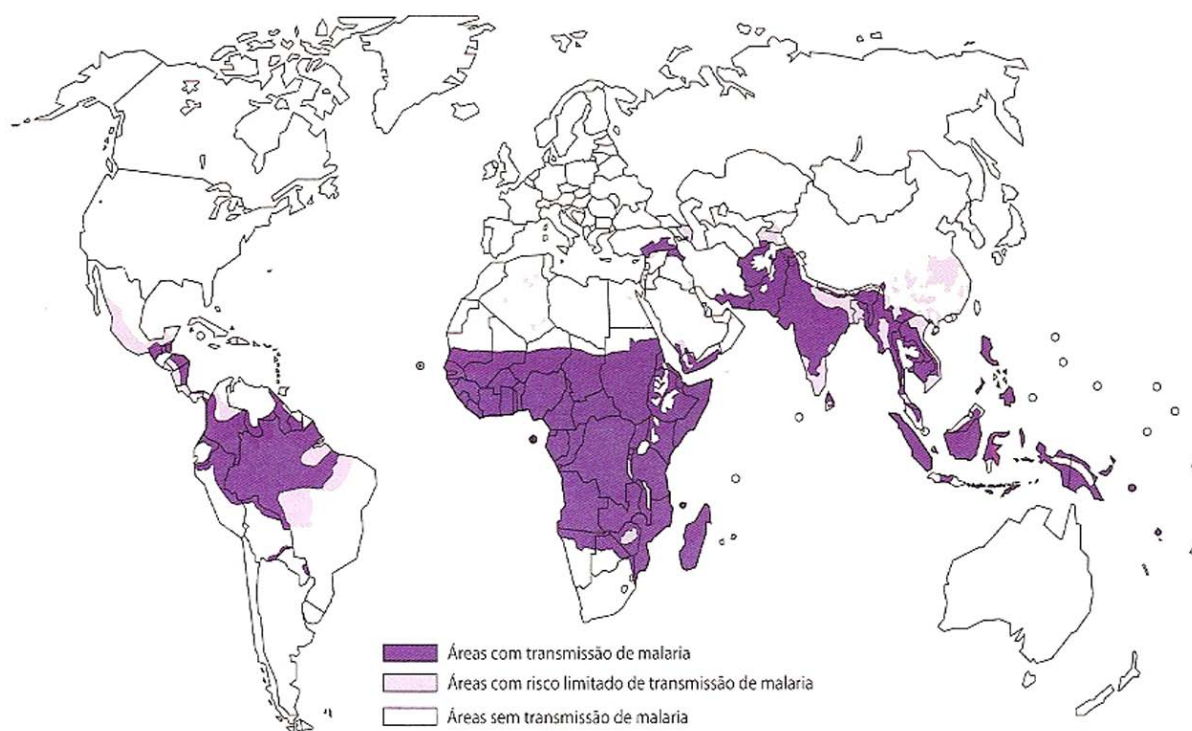 Áreas com transmissão de malaria
Áreas com risco limitado de transmissão de malaria
Áreas sem transmissão de malaria